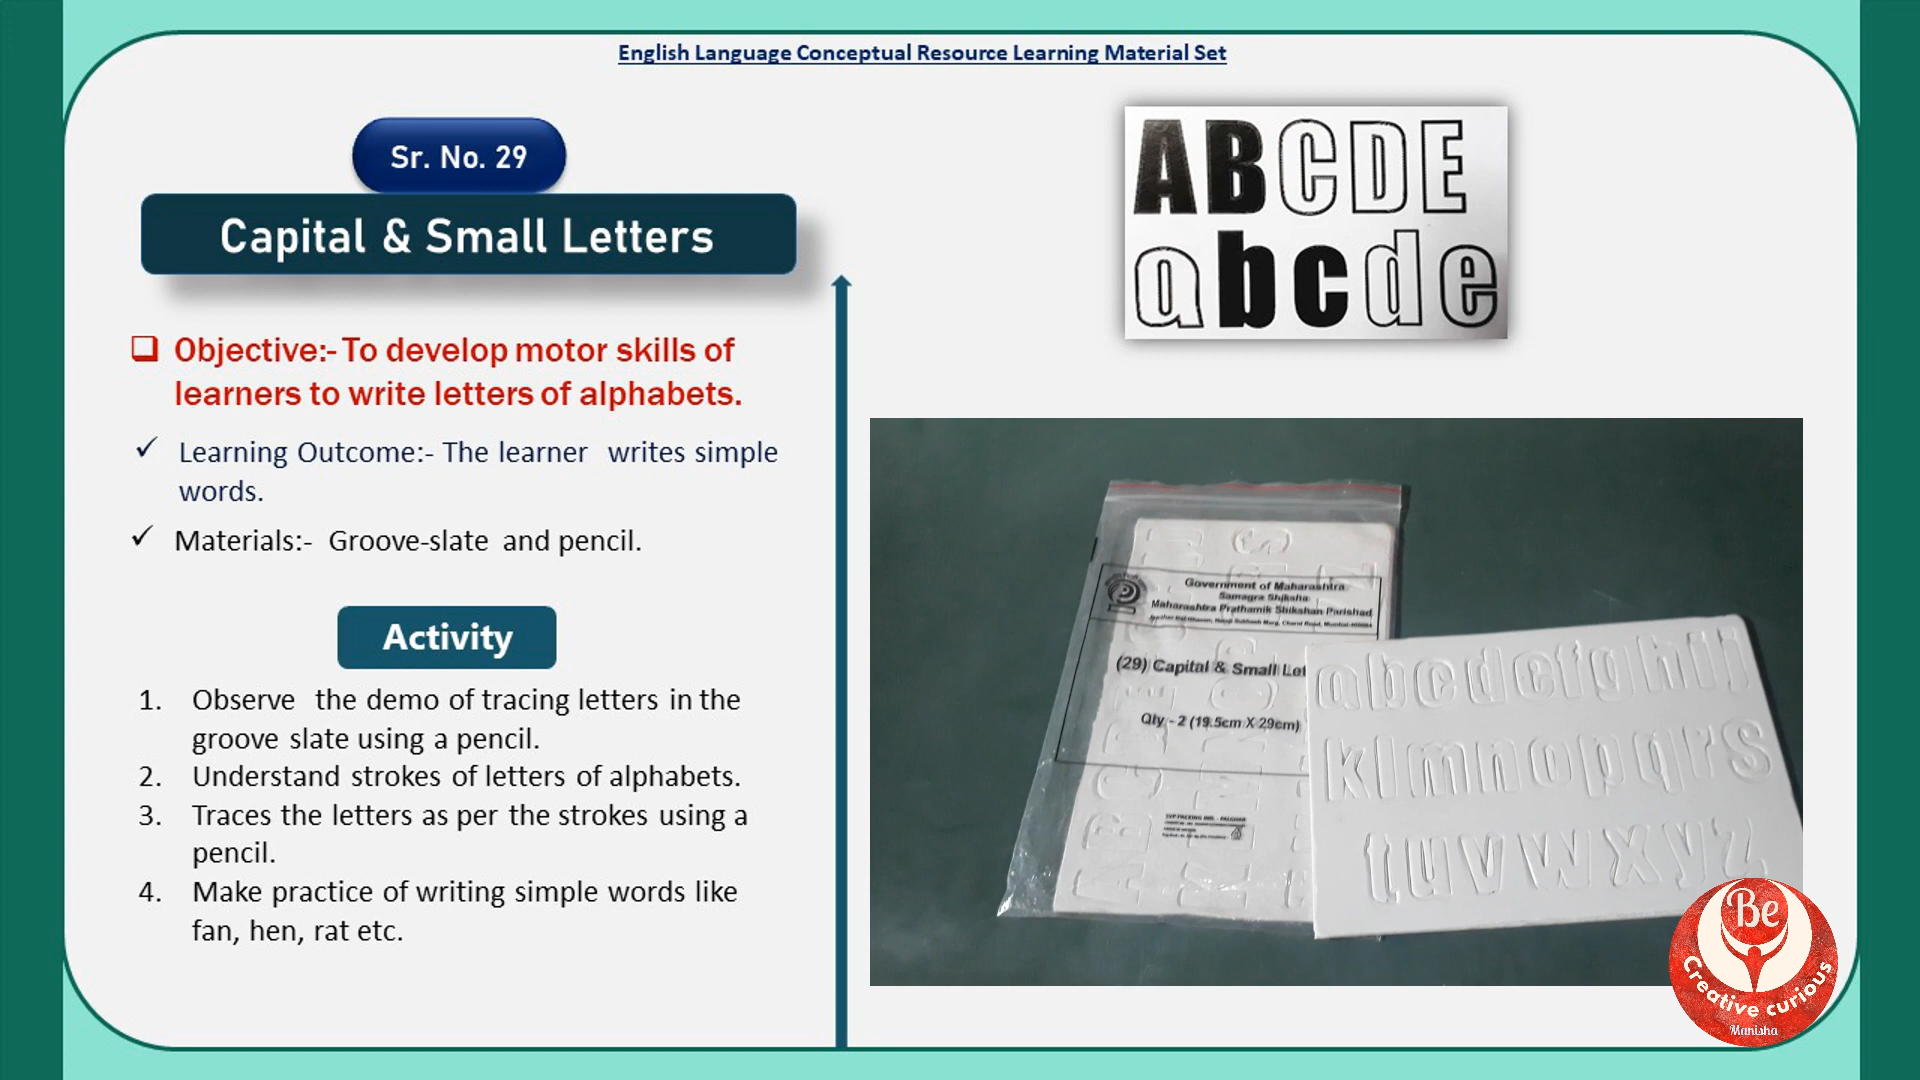 English Language Conceptual Resource Learning Material Set
Sr. No. 29
Capital & Small Letters
❑ Objective:- To develop motor skills of
learners to write letters of alphabets.
✓ Learning Outcome:- The learner writes simple
words.
✓ Materials:- Groove-slate and pencil.
Activity
1. Observe the demo of tracing letters in the
groove slate using a pencil.
2. Understand strokes of letters of alphabets.
3. Traces the letters as per the strokes using a
pencil.
4. Make practice of writing simple words like
fan, hen, rat etc.
ABCDE
abcde
Government of Maharashtra
Samagra Shiksha
Maharashtra Prathamik Shikshan Parishad
(29) Capital & Small Let
Qty - 2 (19.5cm X 29cm)
abcdefghij
klmnopqrs
tuvwxyz
Be
Creative curious
Manisha